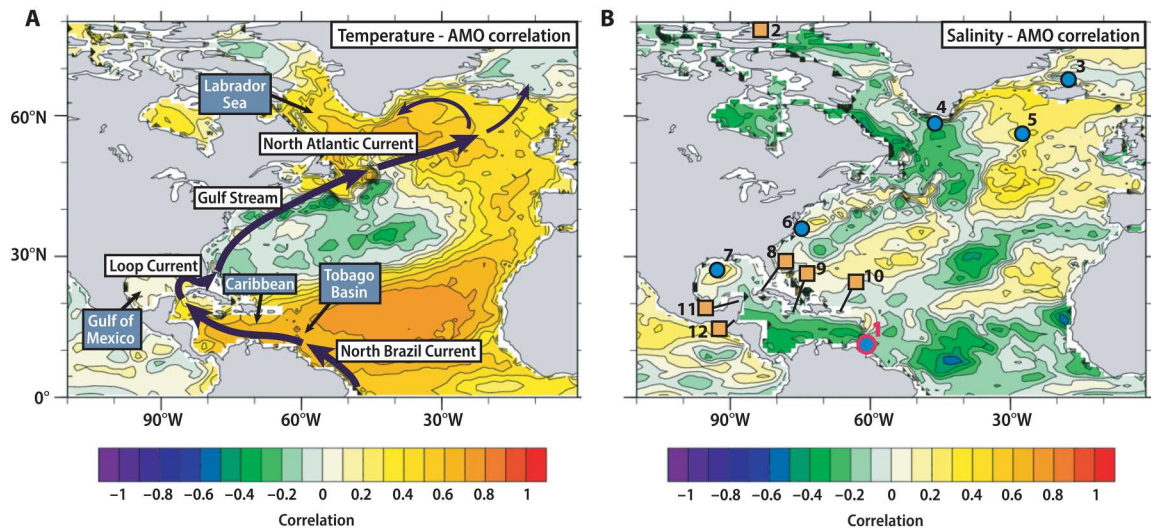 A
Temperature - AMO correlation
Labrador
Sea
North Atlantic Current
Gulf Stream
Loop Current
Caribbean
Tobago
Basin
Gulf of
Mexico
North Brazil Current
60°N
30°N
0°
90°W
60°W
30°W
−1
−0.8
−0.6
−0.4
−0.2
0
0.2
0.4
0.6
0.8
1
Correlation
B
Salinity - AMO correlation
2
3
4
5
6
7
8
9
10
11
12
1
90°W
60°W
30°W
−1
−0.8
−0.6
−0.4
−0.2
0
0.2
0.4
0.6
0.8
1
Correlation